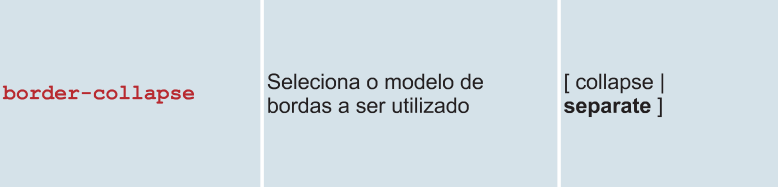 border-collapse
Seleciona o modelo de
bordas a ser utilizado
[ collapse |
separate ]